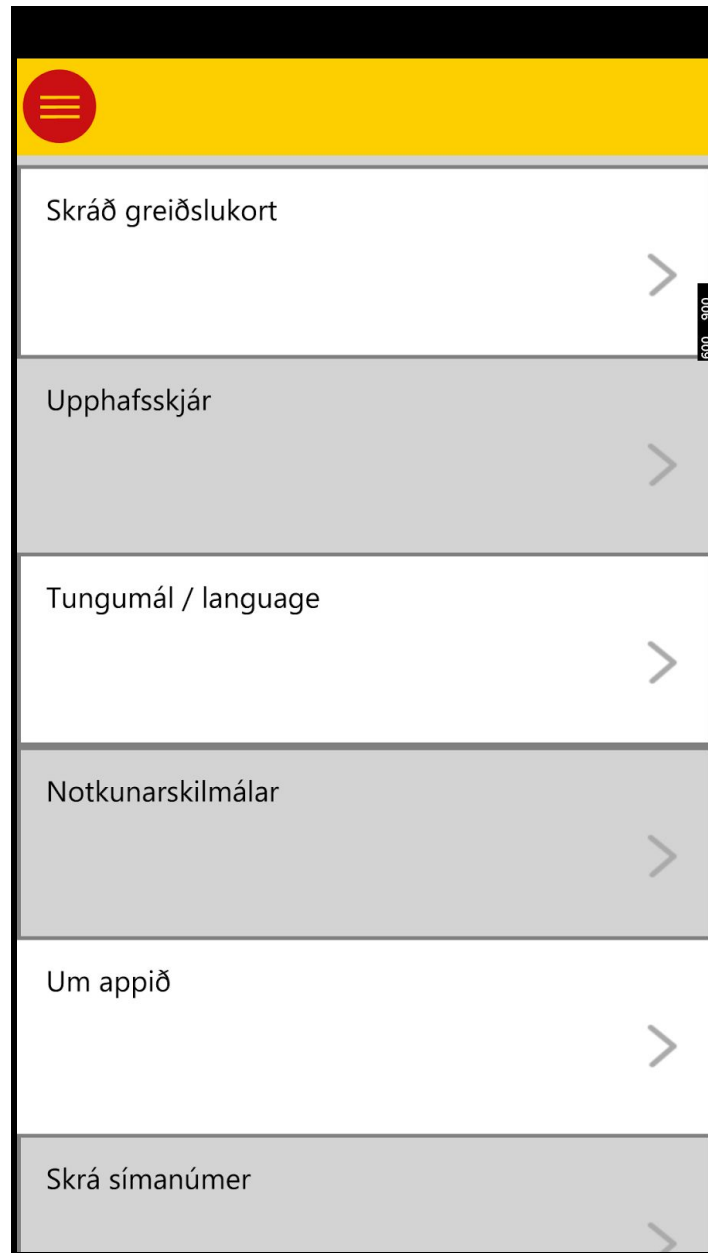 Skráð greiðslukort
Upphafsskjár
Tungumál / language
Notkunarskilmálar
Um appið
Skrá símanúmer